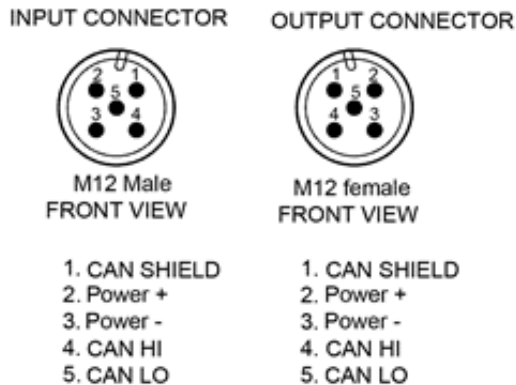 INPUT CONNECTOR
2 1
5
3 4
M12 Male
FRONT VIEW
1. CAN SHIELD
2. Power +
3. Power -
4. CAN HI
5. CAN LO
OUTPUT CONNECTOR
1 2
5
4 3
M12 female
FRONT VIEW
1. CAN SHIELD
2. Power +
3. Power -
4. CAN HI
5. CAN LO